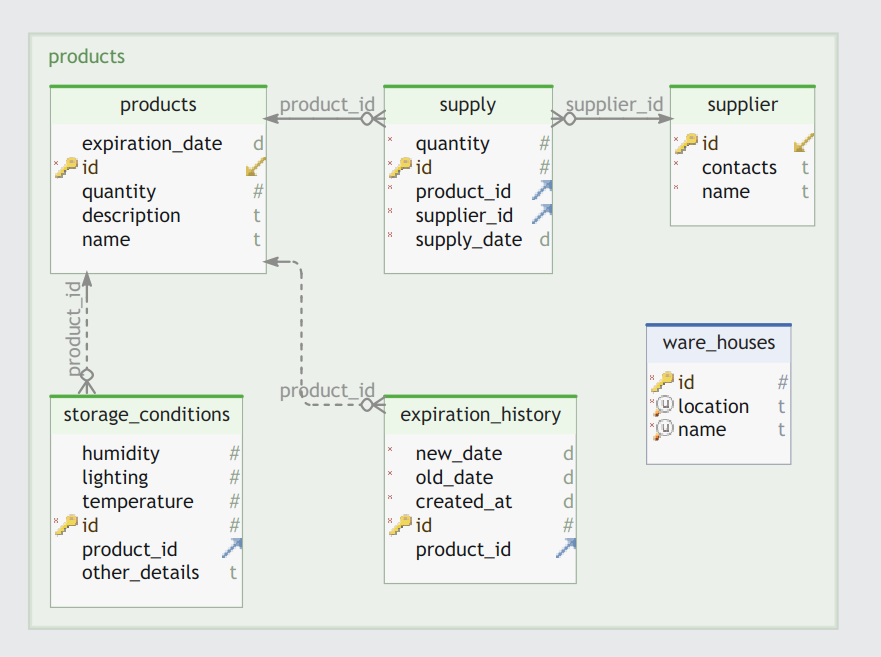 products
products
expiration_date d
id
quantity #
description t
name t
product_id
supply
quantity #
id #
product_id
supplier_id
supply_date d
supplier_id
supplier
id
contacts t
name t
product_id
product_id
ware_houses
id #
u location t
u name t
storage_conditions
humidity #
lighting #
temperature #
id #
product_id
other_details t
expiration_history
new_date d
old_date d
created_at d
id #
product_id